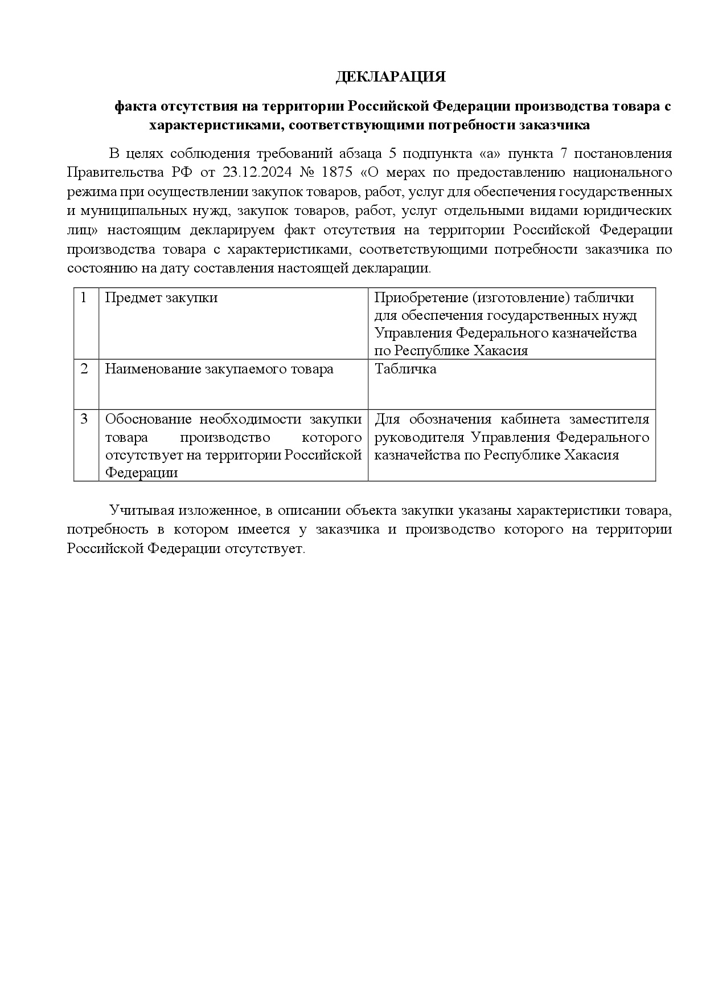 ДЕКЛАРАЦИЯ
факта отсутствия на территории Российской Федерации производства товара с
характеристиками, соответствующими потребности заказчика
В целях соблюдения требований абзаца 5 подпункта «а» пункта 7 постановления
Правительства РФ от 23.12.2024 № 1875 «О мерах по предоставлению национального
режима при осуществлении закупок товаров, работ, услуг для обеспечения государственных
и муниципальных нужд, закупок товаров, работ, услуг отдельными видами юридических
лиц» настоящим декларируем факт отсутствия на территории Российской Федерации
производства товара с характеристиками, соответствующими потребности заказчика по
состоянию на дату составления настоящей декларации.
1 Предмет закупки
Приобретение (изготовление) таблички
для обеспечения государственных нужд
Управления Федерального казначейства
по Республике Хакасия
2 Наименование закупаемого товара
Табличка
3 Обоснование необходимости закупки
товара производство которого
отсутствует на территории Российской
Федерации
Для обозначения кабинета заместителя
руководителя Управления Федерального
казначейства по Республике Хакасия
Учитывая изложенное, в описании объекта закупки указаны характеристики товара,
потребность в котором имеется у заказчика и производство которого на территории
Российской Федерации отсутствует.